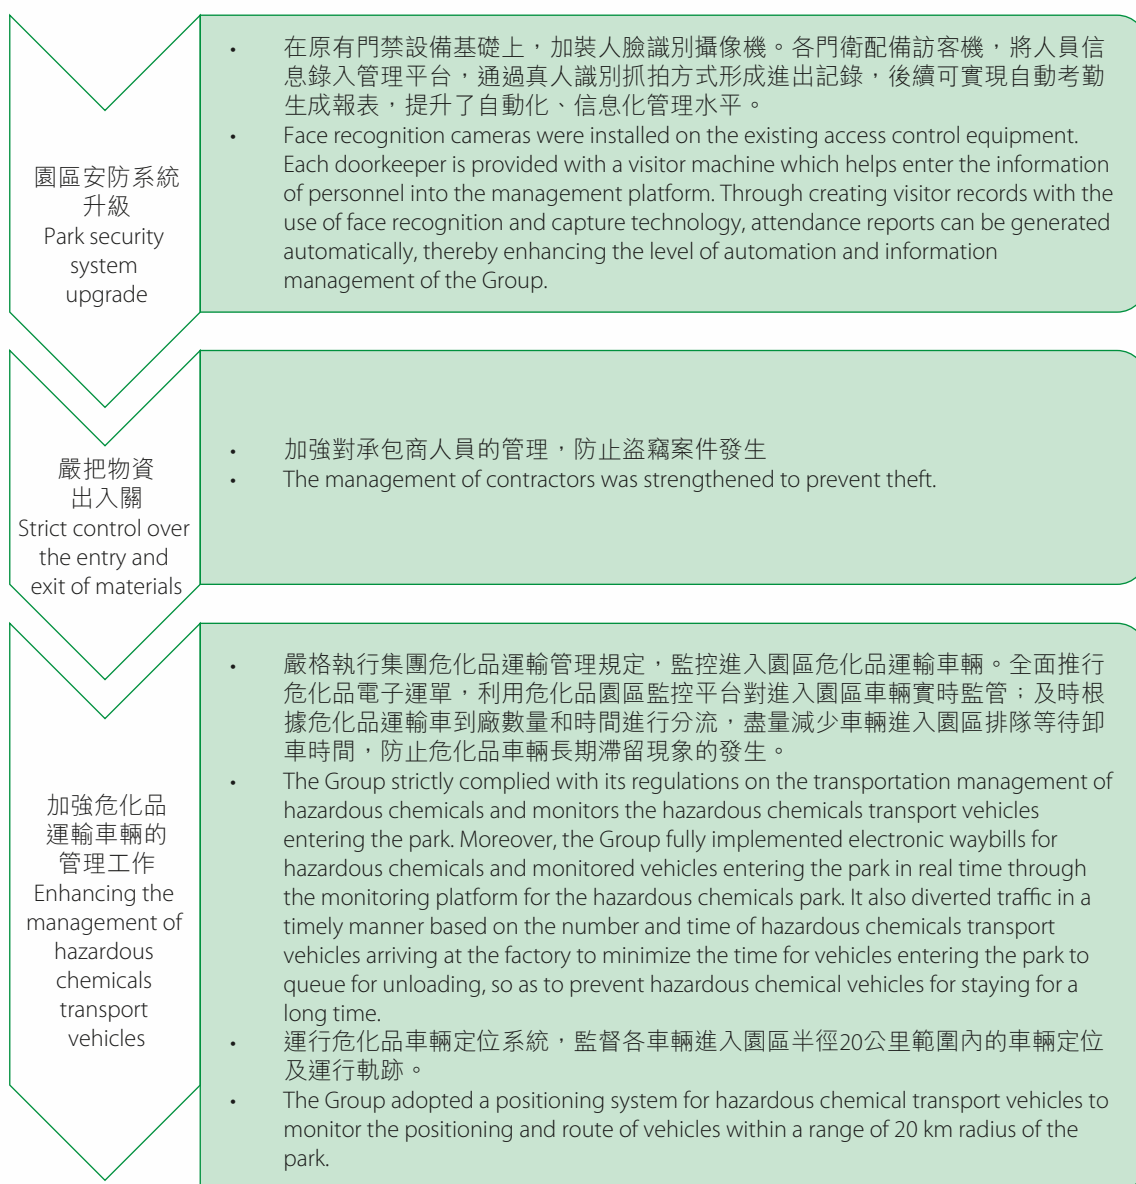 園區安防系統
升級
Park security
system
upgrade
• 在原有門禁設備基礎上，加裝人臉識別攝像機。各門衛配備訪客機，將人員信
息錄入管理平台，通過真人識別抓拍方式形成進出記錄，後續可實現自動考勤
生成報表，提升了自動化、信息化管理水平。
• Face recognition cameras were installed on the existing access control equipment.
Each doorkeeper is provided with a visitor machine which helps enter the information
of personnel into the management platform. Through creating visitor records with the
use of face recognition and capture technology, attendance reports can be generated
automatically, thereby enhancing the level of automation and information
management of the Group.
嚴把物資
出入關
Strict control over
the entry and
exit of materials
• 加強對承包商人員的管理，防止盜竊案件發生
• The management of contractors was strengthened to prevent theft.
加強危化品
運輸車輛的
管理工作
Enhancing the
management of
hazardous
chemicals
transport
vehicles
• 嚴格執行集團危化品運輸管理規定，監控進入園區危化品運輸車輛。全面推行
危化品電子運單，利用危化品園區監控平台對進入園區車輛實時監管；及時根
據危化品運輸車到廠數量和時間進行分流，盡量減少車輛進入園區排隊等待卸
車時間，防止危化品車輛長期滯留現象的發生。
• The Group strictly complied with its regulations on the transportation management of
hazardous chemicals and monitors the hazardous chemicals transport vehicles
entering the park. Moreover, the Group fully implemented electronic waybills for
hazardous chemicals and monitored vehicles entering the park in real time through
the monitoring platform for the hazardous chemicals park. It also diverted traffic in a
timely manner based on the number and time of hazardous chemicals transport
vehicles arriving at the factory to minimize the time for vehicles entering the park to
queue for unloading, so as to prevent hazardous chemical vehicles for staying for a
long time.
• 運行危化品車輛定位系統，監督各車輛進入園區半徑20公里範圍內的車輛定位
及運行軌跡。
• The Group adopted a positioning system for hazardous chemical transport vehicles to
monitor the positioning and route of vehicles within a range of 20 km radius of the
park.